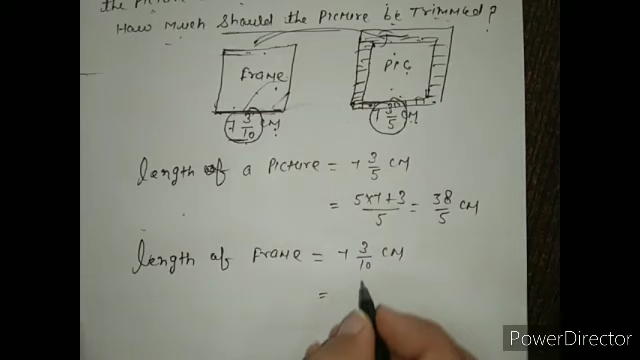 the Picture
How Much Should the Picture be Trimmed?
Frame
Pic
7 3/10 CM
7 3/5 CM
length of a Picture = 7 3/5 CM
= 5×7+3/5 = 38/5 CM
length of Frame = 7 3/10 CM
=
PowerDirector